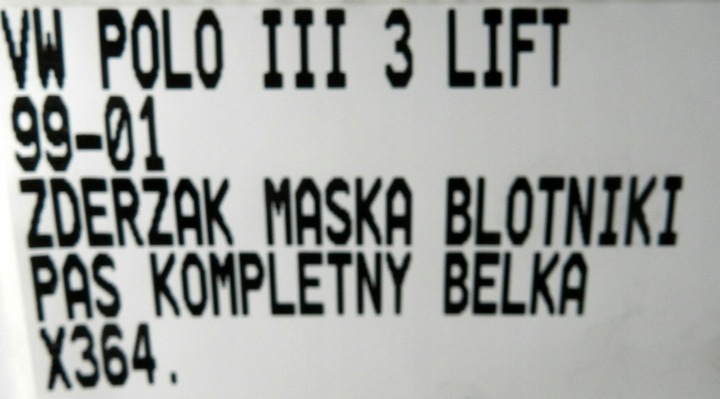 VW POLO III 3 LIFT
99-01
ZDERZAK MASKA BLOTNIKI
PAS KOMPLETNY BELKA
X364.